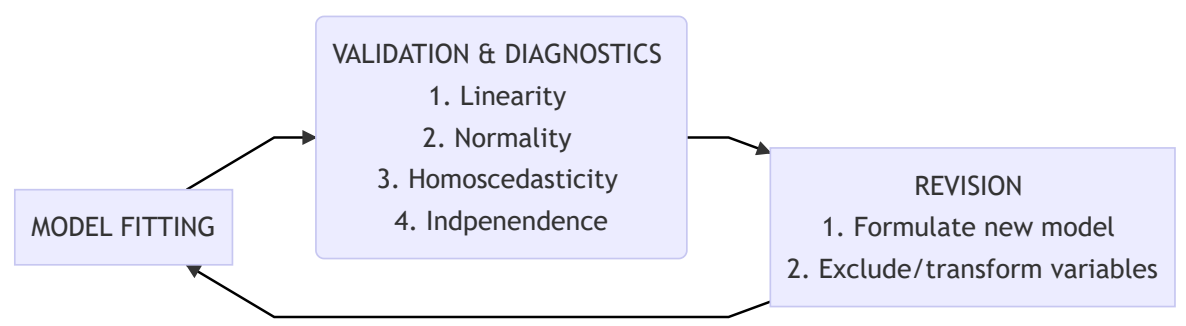 VALIDATION & DIAGNOSTICS
1. Linearity
2. Normality
3. Homoscedasticity
4. Indpenendence
MODEL FITTING
REVISION
1. Formulate new model
2. Exclude/transform variables